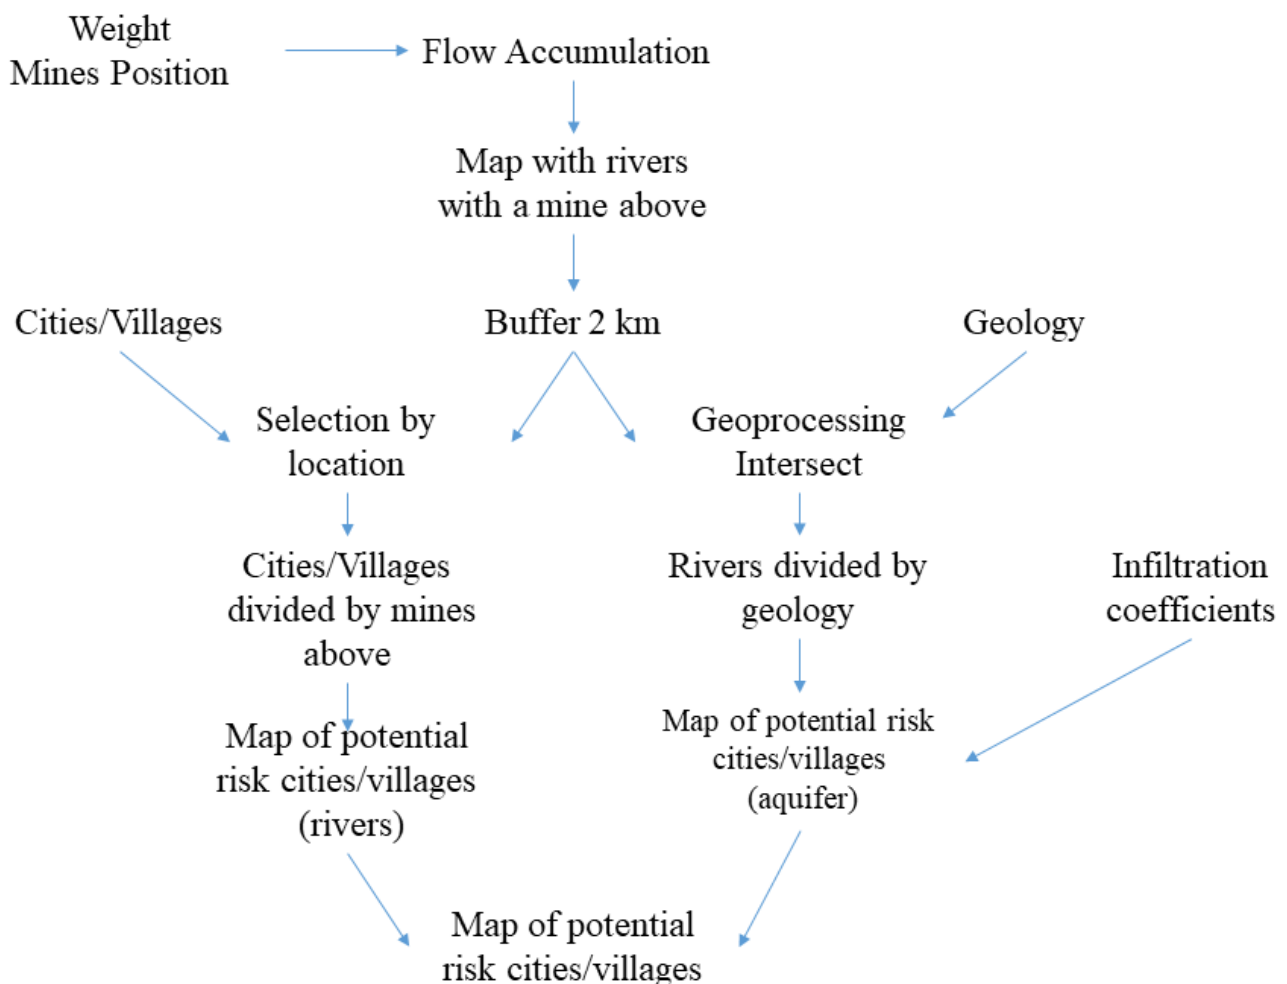 Weight
Mines Position
Flow Accumulation
Map with rivers
with a mine above
Cities/Villages
Buffer 2 km
Geology
Selection by
location
Geoprocessing
Intersect
Cities/Villages
divided by mines
above
Rivers divided by
geology
Infiltration
coefficients
Map of potential
risk cities/villages
(rivers)
Map of potential risk
cities/villages
(aquifer)
Map of potential
risk cities/villages